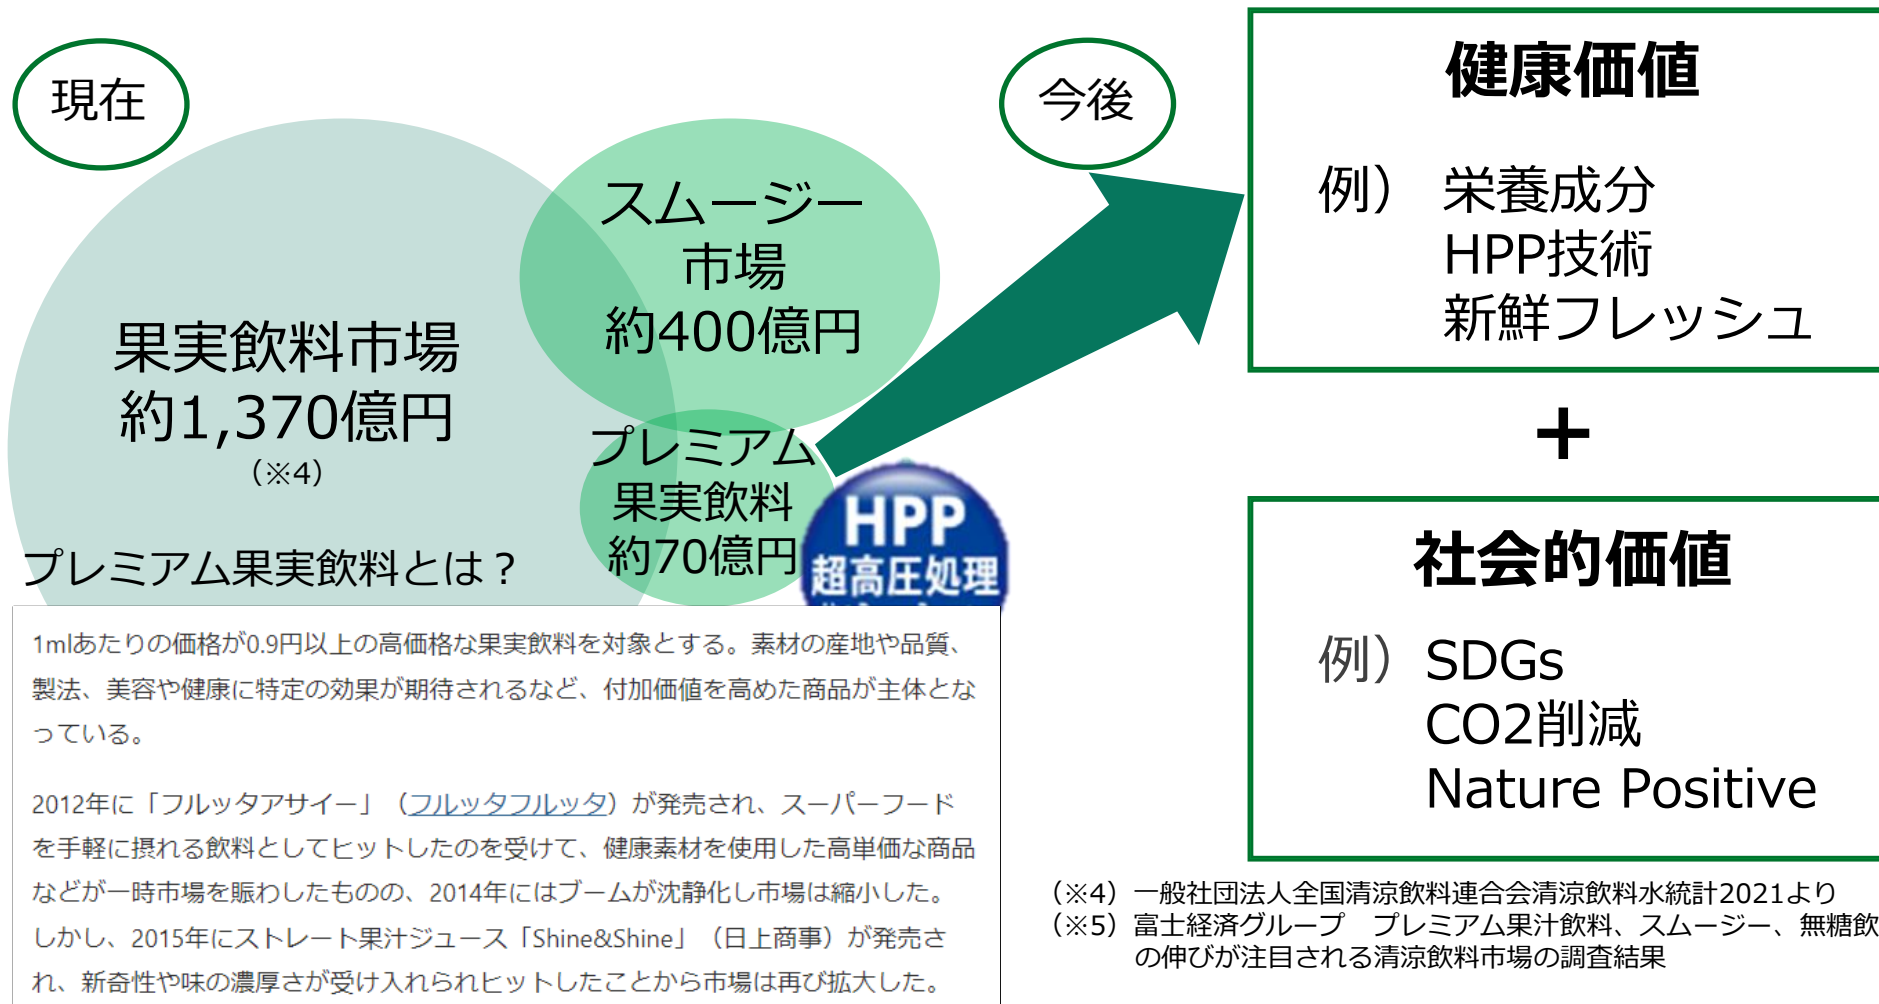 現在
果実飲料市場
約1,370億円
（※4）
スムージー
市場
約400億円
プレミアム
果実飲料
約70億円
HPP
超高圧処理
プレミアム果実飲料とは？
1mlあたりの価格が0.9円以上の高価格な果実飲料を対象とする。素材の産地や品質、
製法、美容や健康に特定の効果が期待されるなど、付加価値を高めた商品が主体とな
っている。
2012年に「フルッタアサイー」（フルッタフルッタ）が発売され、スーパーフード
を手軽に摂れる飲料としてヒットしたのを受けて、健康素材を使用した高単価な商品
などが一時市場を賑わしたものの、2014年にはブームが沈静化し市場は縮小した。
しかし、2015年にストレート果汁ジュース「Shine&Shine」（日上商事）が発売さ
れ、新奇性や味の濃厚さが受け入れられヒットしたことから市場は再び拡大した。
今後
健康価値
例） 栄養成分
HPP技術
新鮮フレッシュ
＋
社会的価値
例） SDGs
CO2削減
Nature Positive
（※4）一般社団法人全国清涼飲料連合会清涼飲料水統計2021より
（※5）富士経済グループ　プレミアム果汁飲料、スムージー、無糖飲
の伸びが注目される清涼飲料市場の調査結果